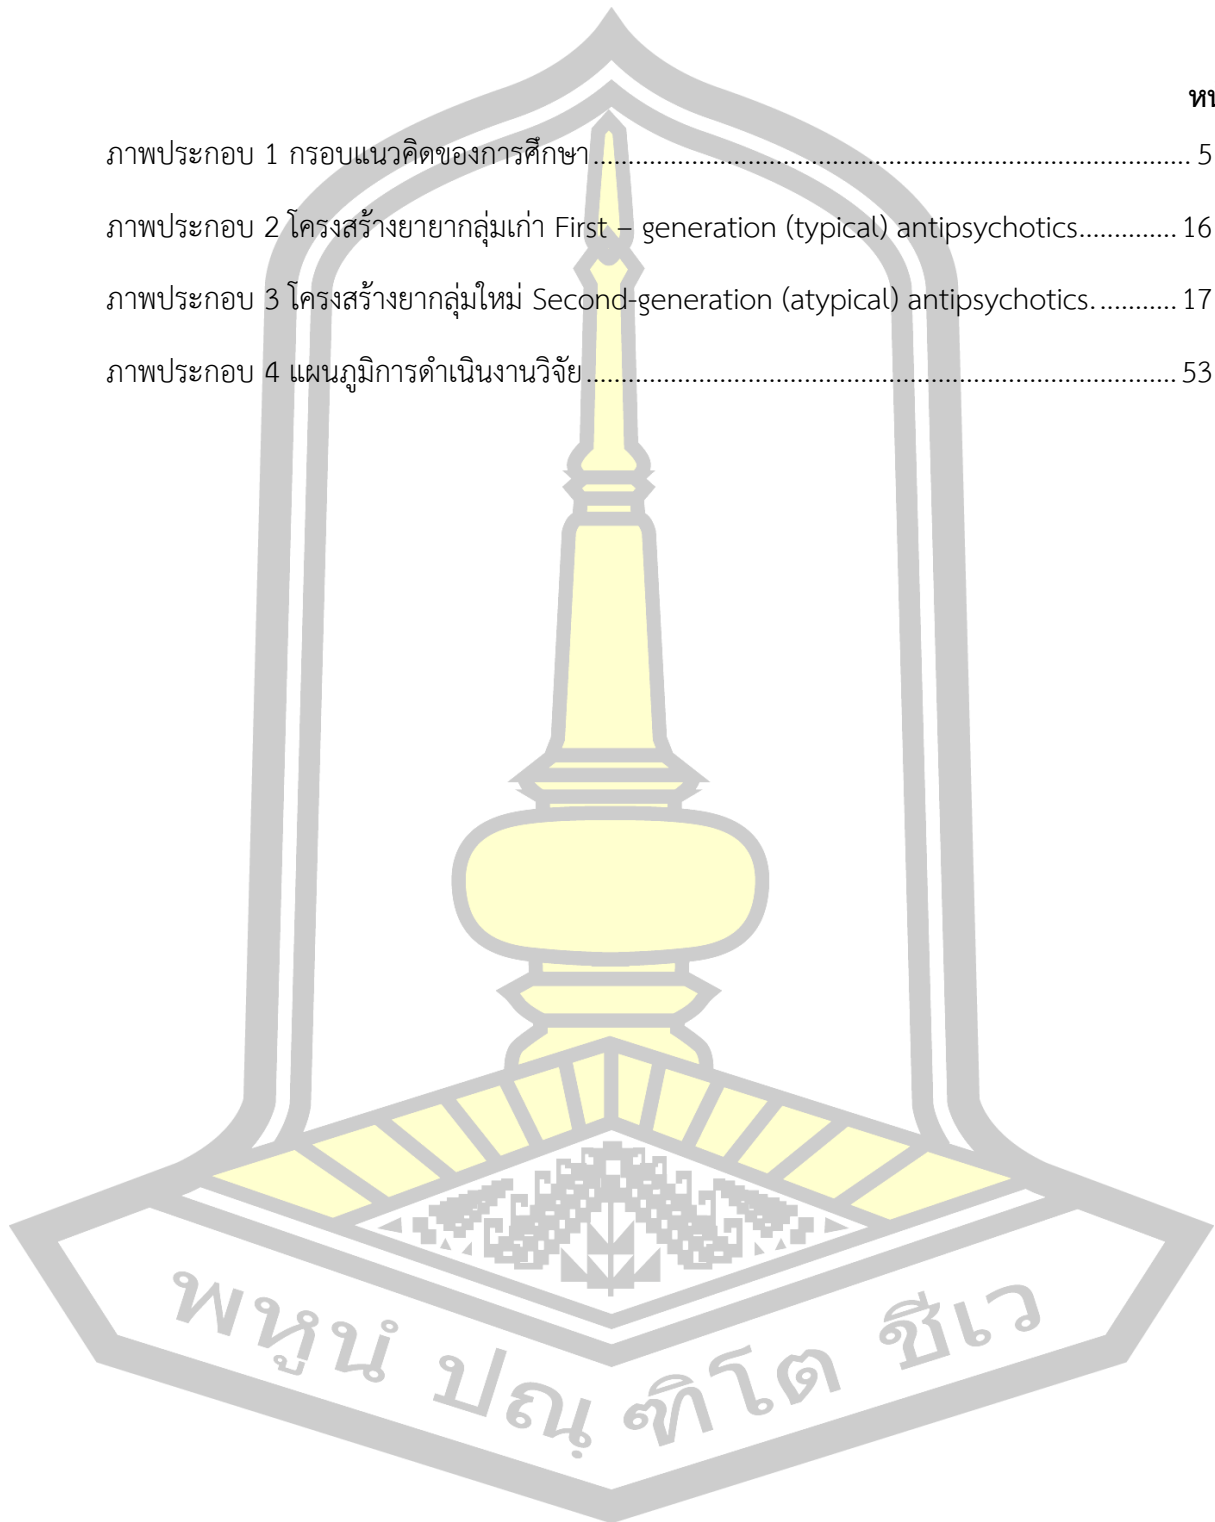 ภาพประกอบ 1 กรอบแนวคิดของการศึกษา.......... 5
ภาพประกอบ 2 โครงสร้างยายากลุ่มเก่า First – generation (typical) antipsychotics.............. 16
ภาพประกอบ 3 โครงสร้างยากลุ่มใหม่ Second-generation (atypical) antipsychotics. ........... 17
ภาพประกอบ 4 แผนภูมิการดำเนินงานวิจัย.......... 53
พหูนํ ปณฺ ฑิโต ชีเว